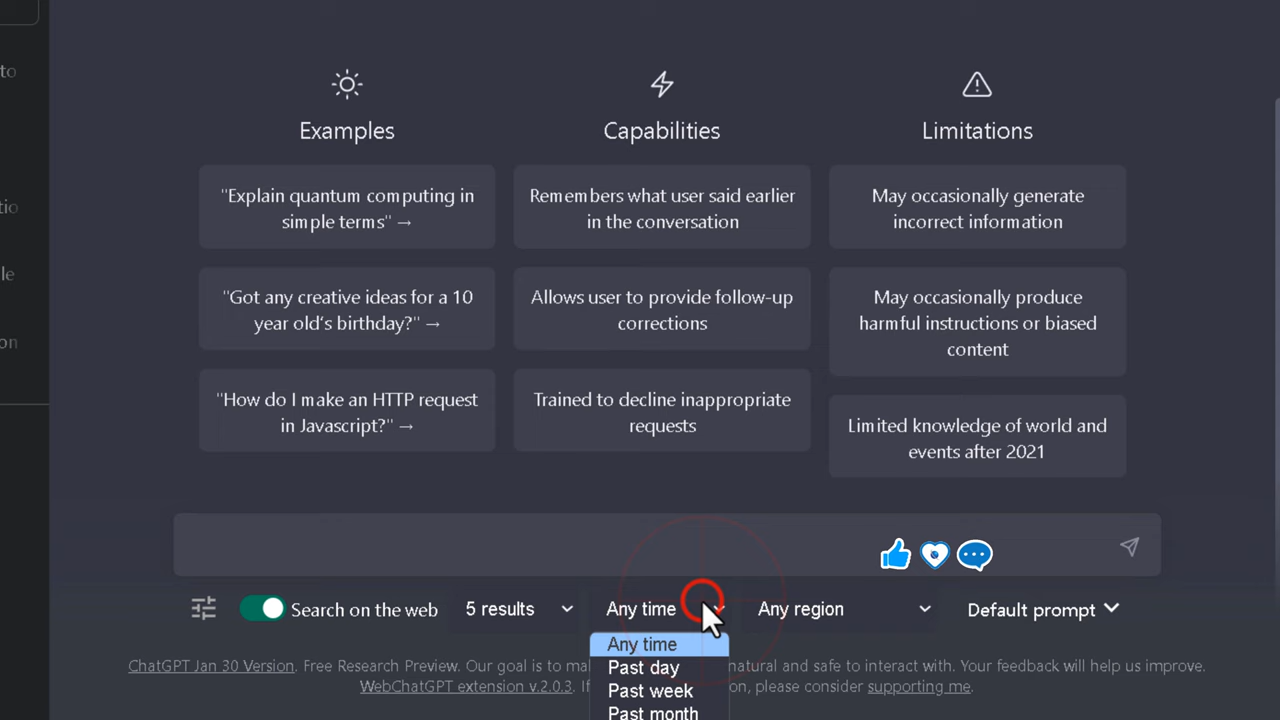 to
tio
le
on
Examples
"Explain quantum computing in
simple terms" →
"Got any creative ideas for a 10
year old's birthday?" →
"How do I make an HTTP request
in Javascript?" →
Capabilities
Remembers what user said earlier
in the conversation
Allows user to provide follow-up
corrections
Trained to decline inappropriate
requests
Limitations
May occasionally generate
incorrect information
May occasionally produce
harmful instructions or biased
content
Limited knowledge of world and
events after 2021
Search on the web 5 results Any time Any region Default prompt
Any time
Past day
Past week
Past month
ChatGPT Jan 30 Version. Free Research Preview. Our goal is to natural and safe to interact with. Your feedback will help us improve.
WebChatGPT extension v.2.0.3. If please consider supporting me.